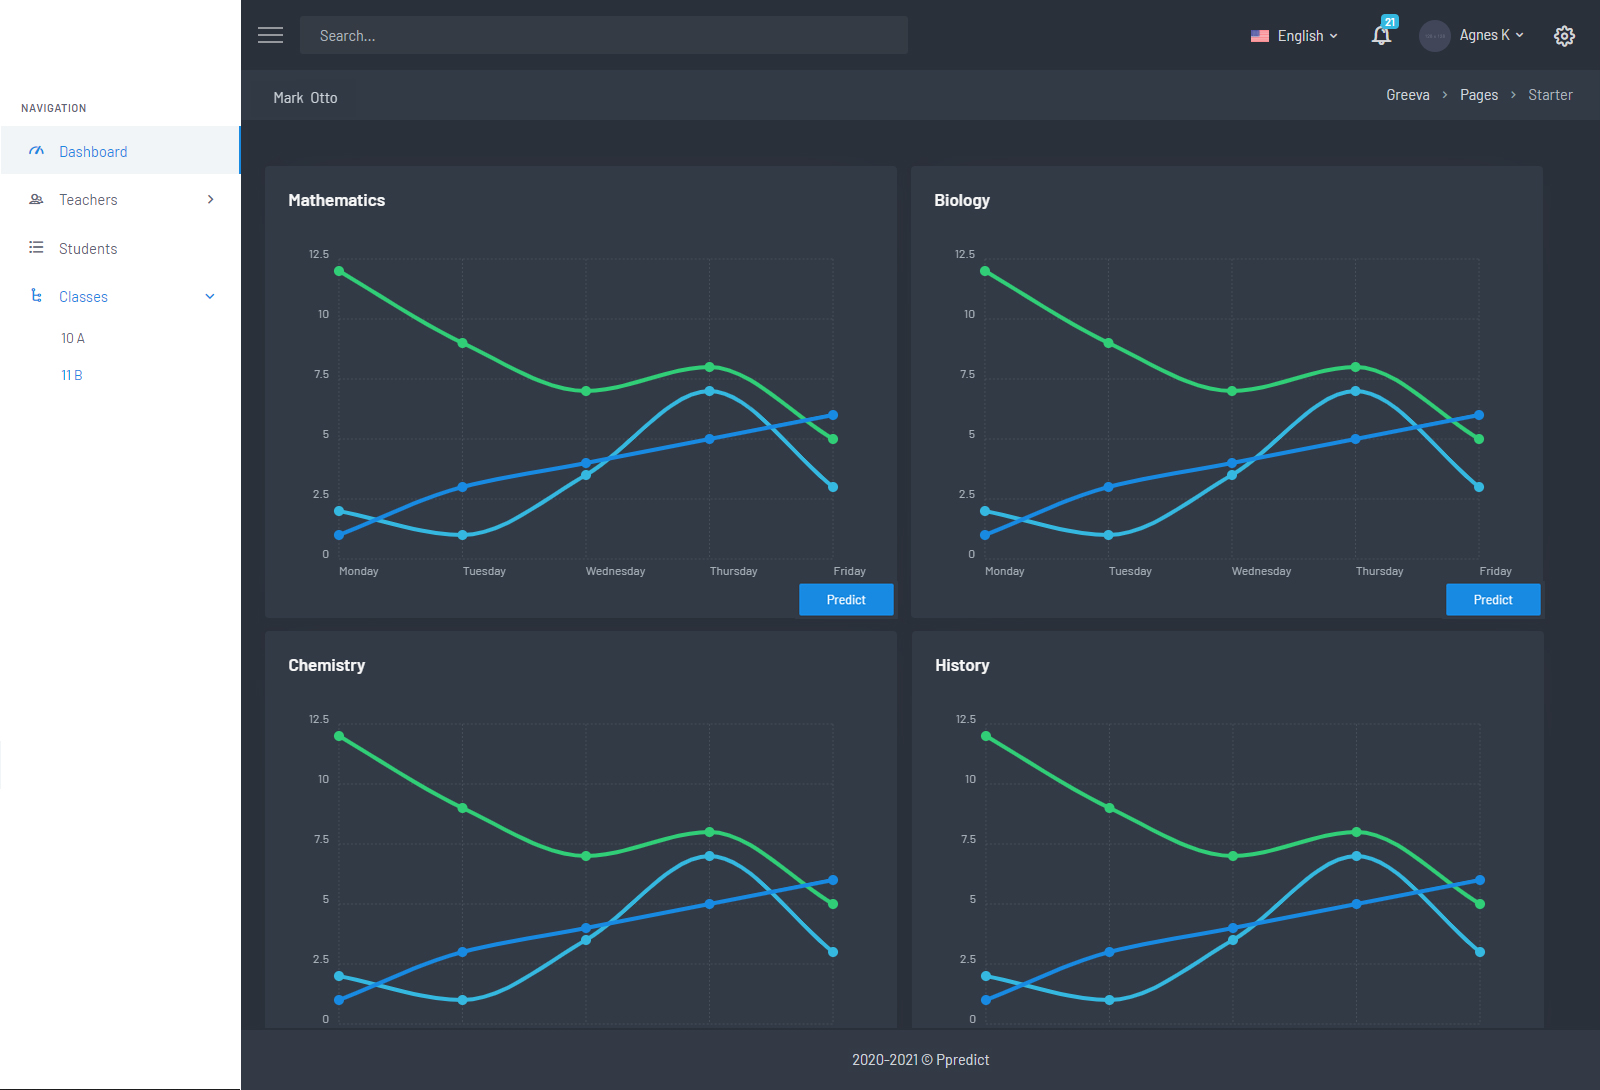 Search...
English
21
Agnes K
NAVIGATION
Mark Otto
Greeva > Pages > Starter
Dashboard
Teachers
Students
Classes
10 A
11 B
Mathematics
12.5
10
7.5
5
2.5
0
Monday Tuesday Wednesday Thursday Friday
Predict
Biology
12.5
10
7.5
5
2.5
0
Monday Tuesday Wednesday Thursday Friday
Predict
Chemistry
12.5
10
7.5
5
2.5
0
History
12.5
10
7.5
5
2.5
0
2020-2021 © Ppredict